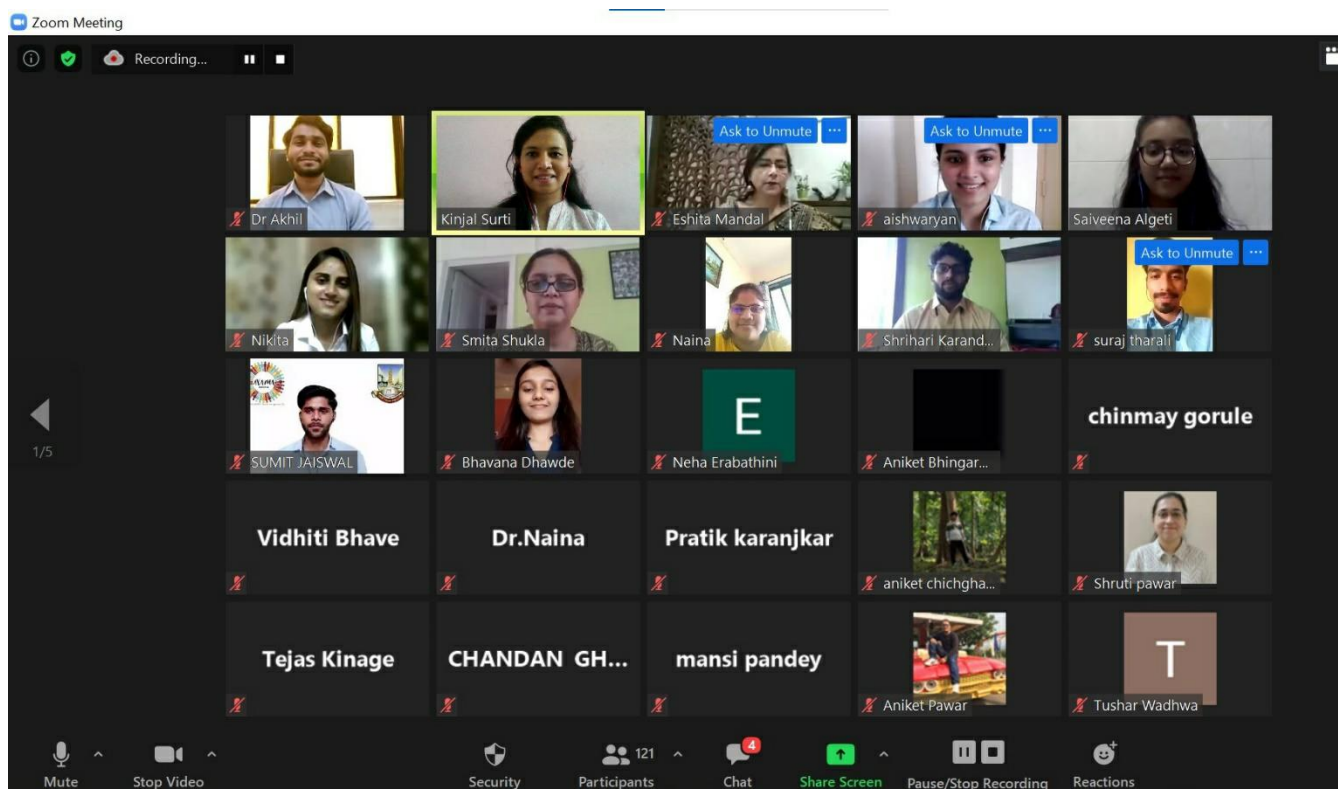 Zoom Meeting
Recording...
Ask to Unmute ...
Ask to Unmute ...
Dr Akhil
Kinjal Surti
Eshita Mandal
aishwaryan
Saiveena Algeti
Ask to Unmute ...
Nikita
Smita Shukla
Naina
Shrihari Karand...
suraj tharali
SUMIT JAISWAL
Bhavana Dhawde
E
Neha Erabathini
Aniket Bhingar...
chinmay gorule
1/5
Vidhiti Bhave
Dr.Naina
Pratik karanjkar
aniket chichgha...
Shruti pawar
Tejas Kinage
CHANDAN GH...
mansi pandey
Aniket Pawar
T
Tushar Wadhwa
Mute
Stop Video
Security
121
Participants
4
Chat
Share Screen
Pause/Stop Recording
Reactions